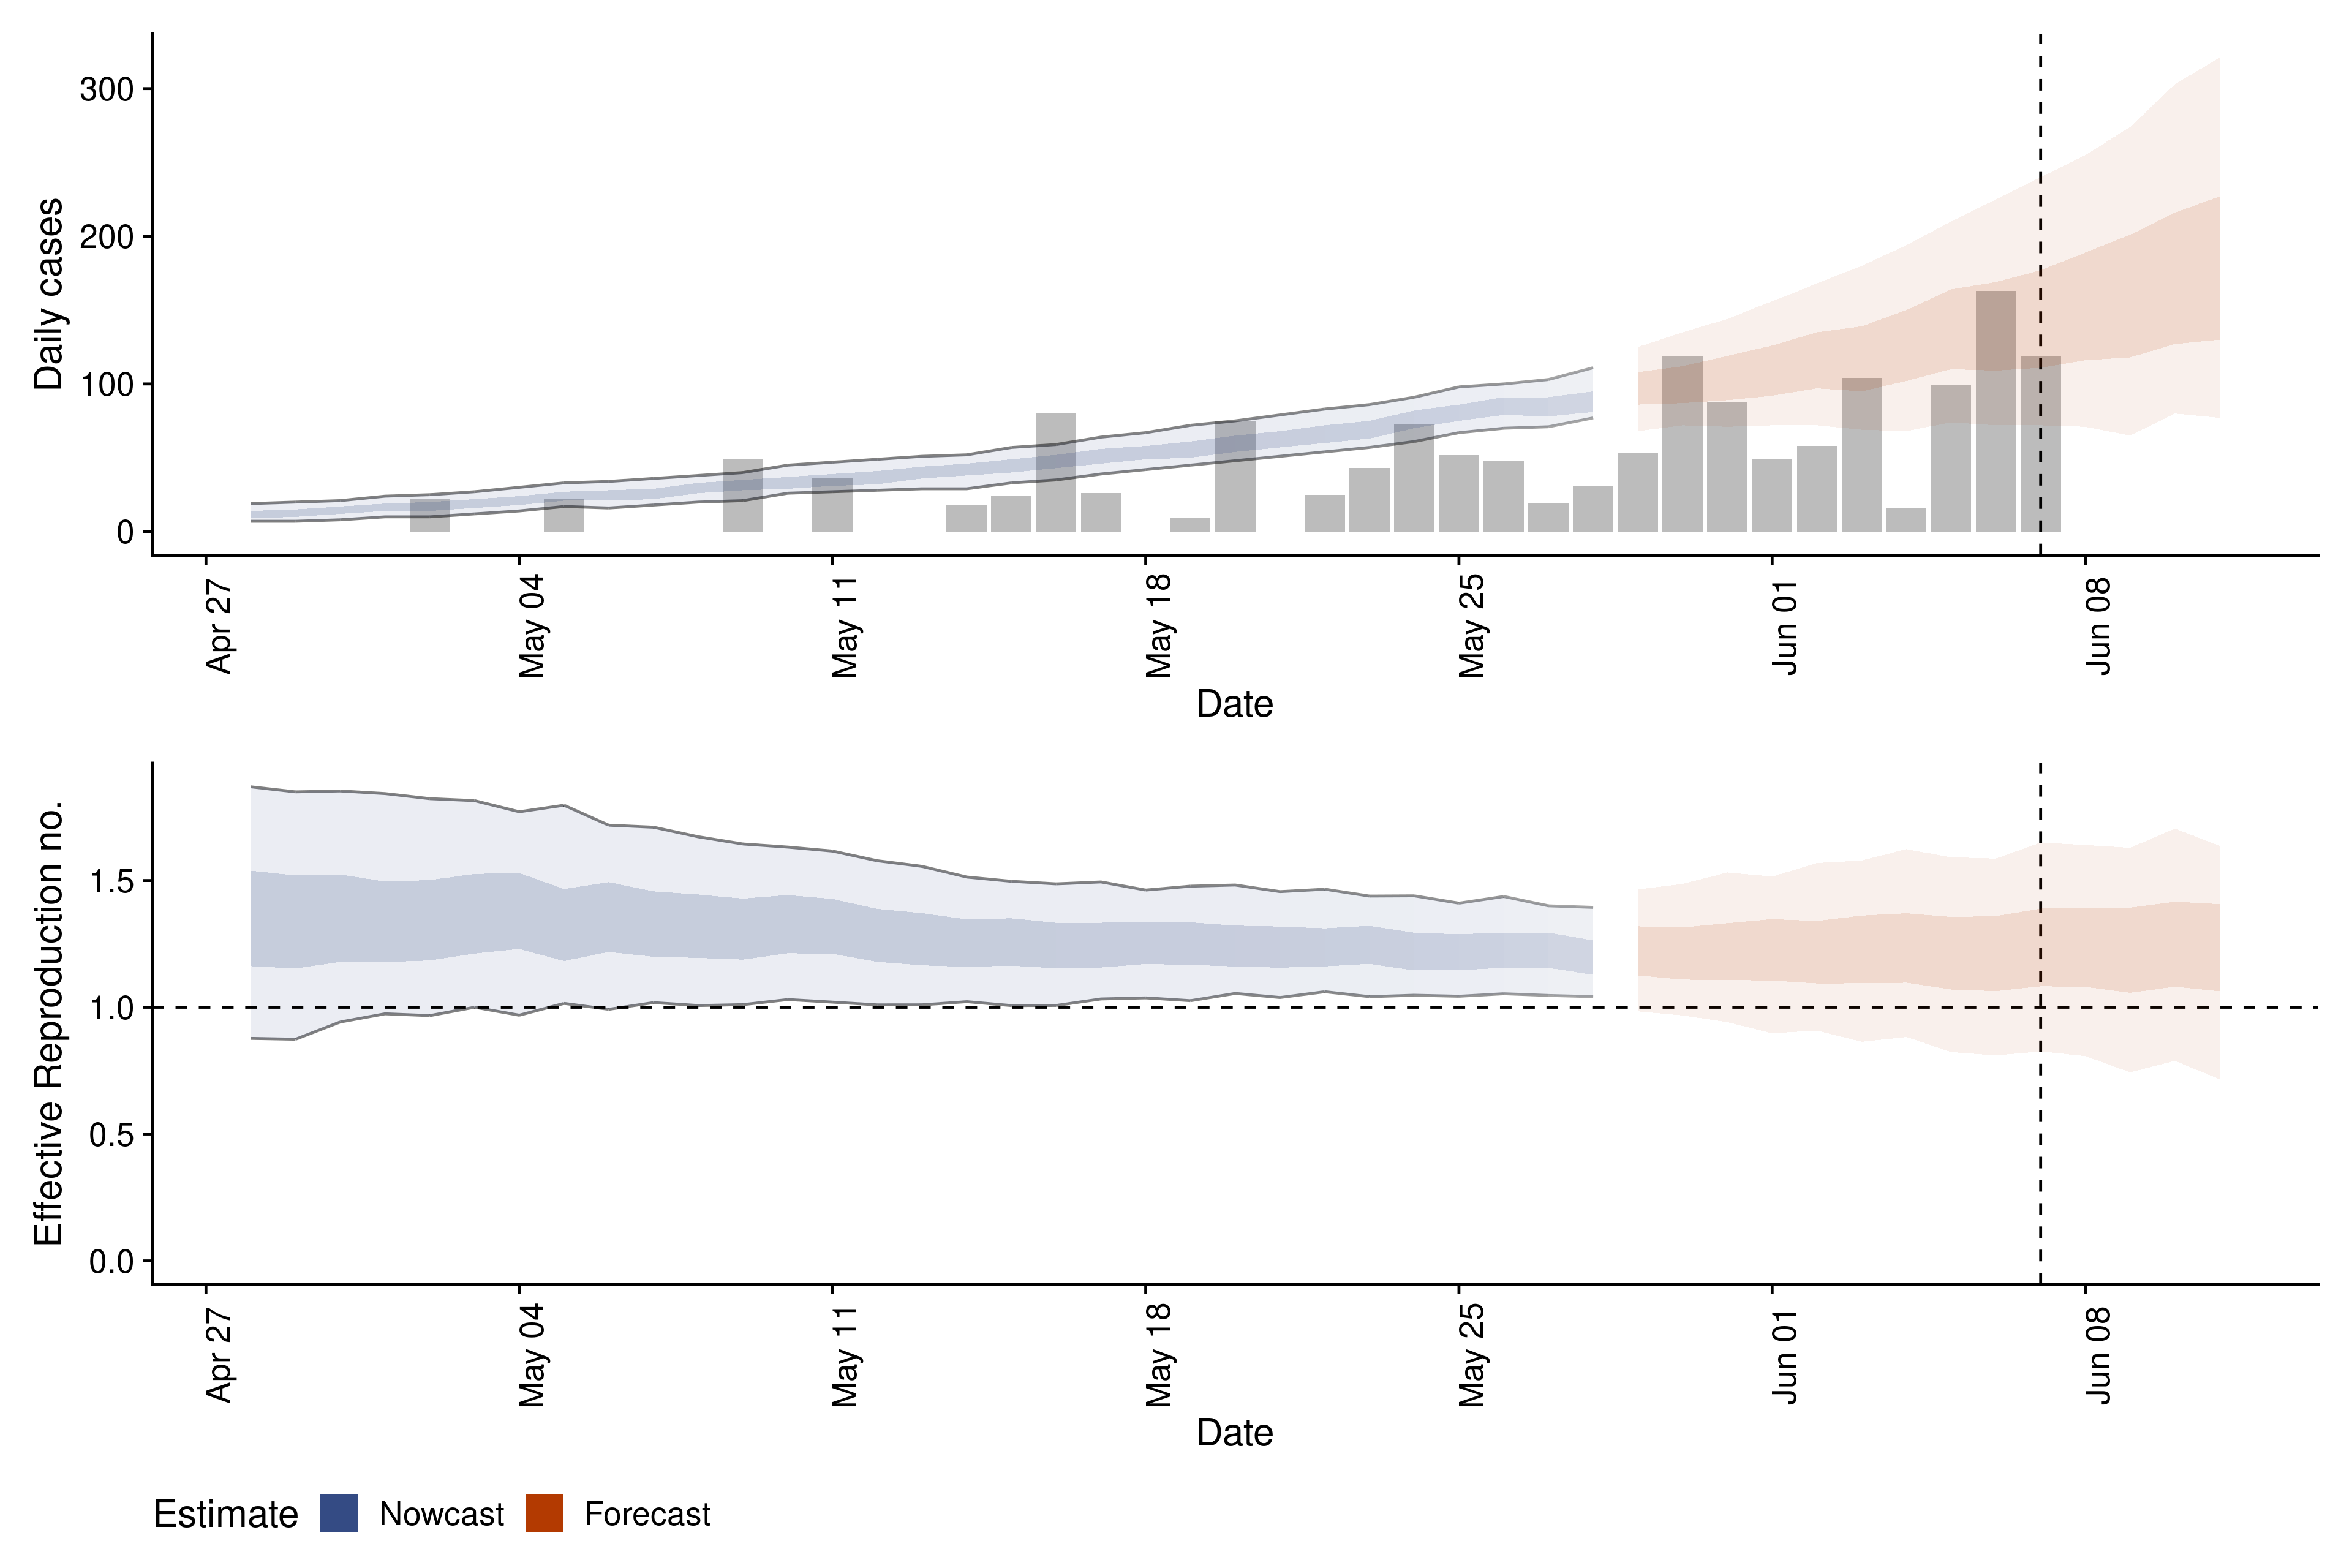 Daily cases
300
200
100
0
Apr 27
May 04
May 11
May 18
May 25
Jun 01
Jun 08
Date
Effective Reproduction no.
1.5
1.0
0.5
0.0
Apr 27
May 04
May 11
May 18
May 25
Jun 01
Jun 08
Date
Estimate Nowcast Forecast